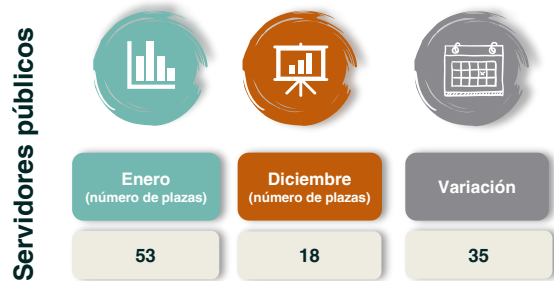 Servidores públicos
Enero
(número de plazas)
Diciembre
(número de plazas)
Variación
53
18
35